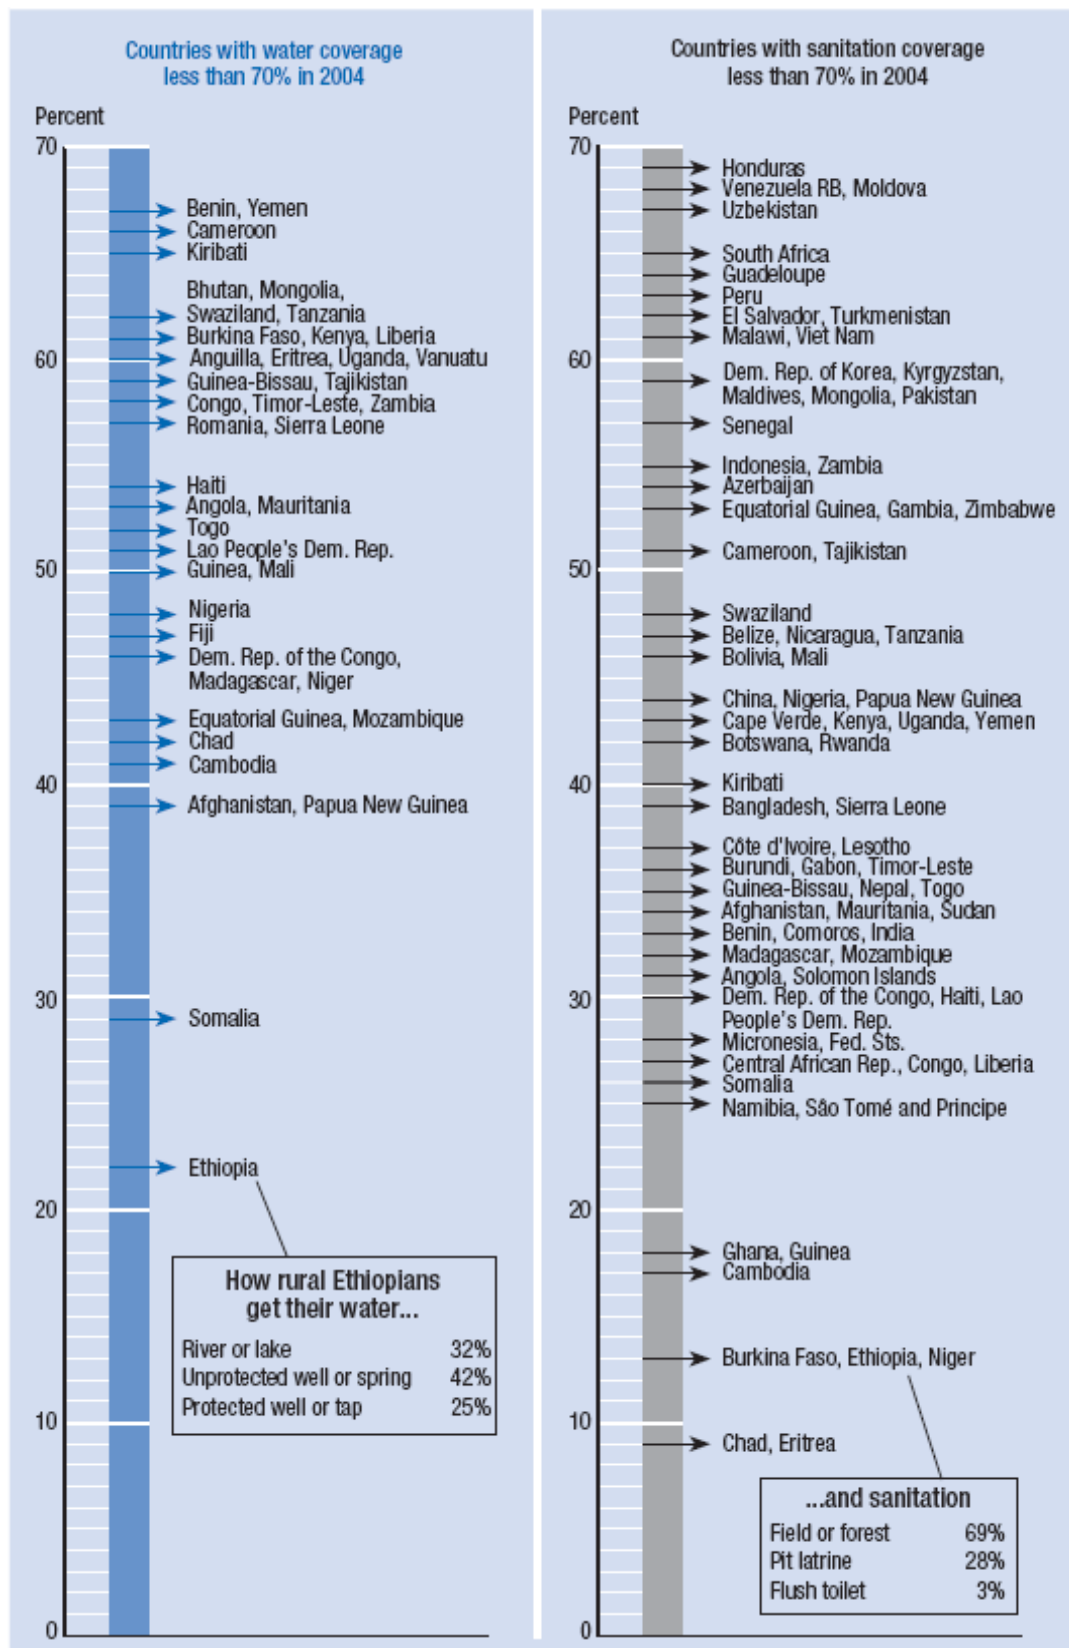 Countries with water coverage
less than 70% in 2004
Percent
70
Benin, Yemen
Cameroon
Kiribati
Bhutan, Mongolia,
Swaziland, Tanzania
Burkina Faso, Kenya, Liberia
60
Anguilla, Eritrea, Uganda, Vanuatu
Guinea-Bissau, Tajikistan
Congo, Timor-Leste, Zambia
Romania, Sierra Leone
Haiti
Angola, Mauritania
Togo
Lao People's Dem. Rep.
50
Guinea, Mali
Nigeria
Fiji
Dem. Rep. of the Congo,
Madagascar, Niger
Equatorial Guinea, Mozambique
Chad
Cambodia
40
Afghanistan, Papua New Guinea
30
Somalia
Ethiopia
20
How rural Ethiopians
get their water...
River or lake 32%
Unprotected well or spring 42%
Protected well or tap 25%
10
0
Countries with sanitation coverage
less than 70% in 2004
Percent
70
Honduras
Venezuela RB, Moldova
Uzbekistan
South Africa
Guadeloupe
Peru
El Salvador, Turkmenistan
Malawi, Viet Nam
60
Dem. Rep. of Korea, Kyrgyzstan,
Maldives, Mongolia, Pakistan
Senegal
Indonesia, Zambia
Azerbaijan
Equatorial Guinea, Gambia, Zimbabwe
Cameroon, Tajikistan
50
Swaziland
Belize, Nicaragua, Tanzania
Bolivia, Mali
China, Nigeria, Papua New Guinea
Cape Verde, Kenya, Uganda, Yemen
Botswana, Rwanda
40
Kiribati
Bangladesh, Sierra Leone
Côte d'Ivoire, Lesotho
Burundi, Gabon, Timor-Leste
Guinea-Bissau, Nepal, Togo
Afghanistan, Mauritania, Sudan
Benin, Comoros, India
Madagascar, Mozambique
Angola, Solomon Islands
30
Dem. Rep. of the Congo, Haiti, Lao
People's Dem. Rep.
Micronesia, Fed. Sts.
Central African Rep., Congo, Liberia
Somalia
Namibia, São Tomé and Principe
20
Ghana, Guinea
Cambodia
Burkina Faso, Ethiopia, Niger
10
Chad, Eritrea
...and sanitation
Field or forest 69%
Pit latrine 28%
Flush toilet 3%
0